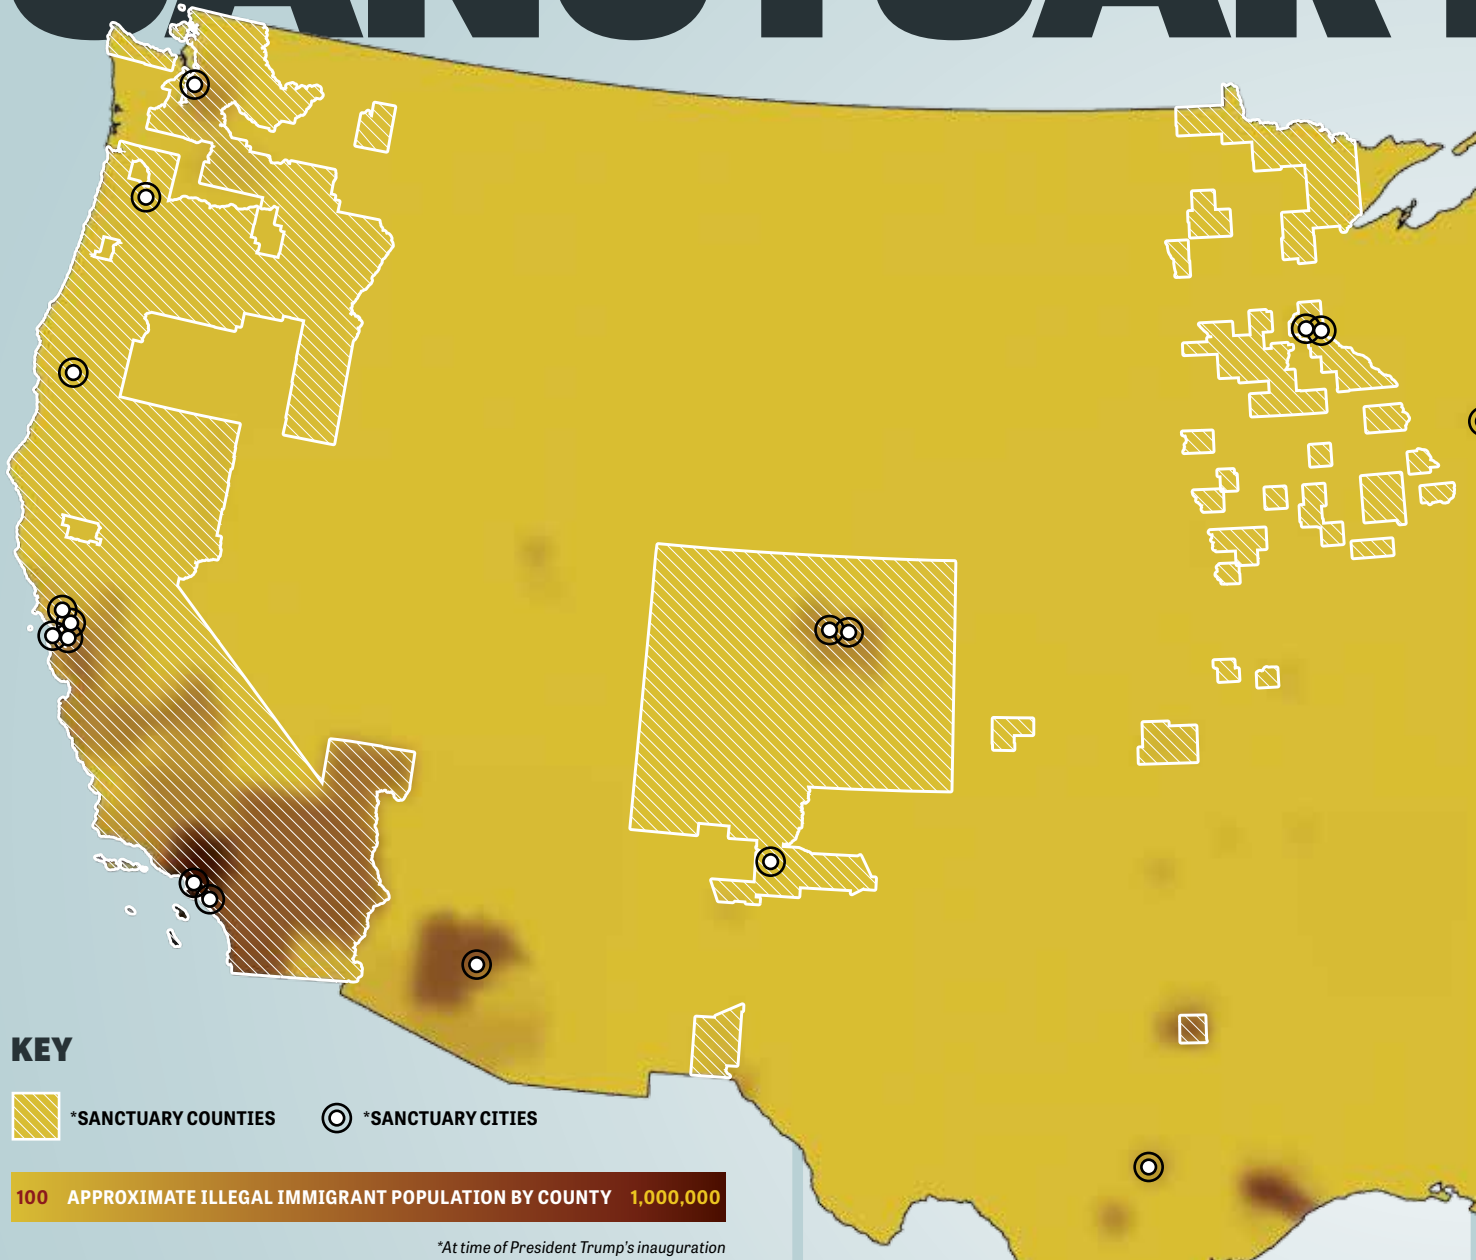 SANCTUARY
KEY
*SANCTUARY COUNTIES
*SANCTUARY CITIES
100 APPROXIMATE ILLEGAL IMMIGRANT POPULATION BY COUNTY 1,000,000
*At time of President Trump's inauguration